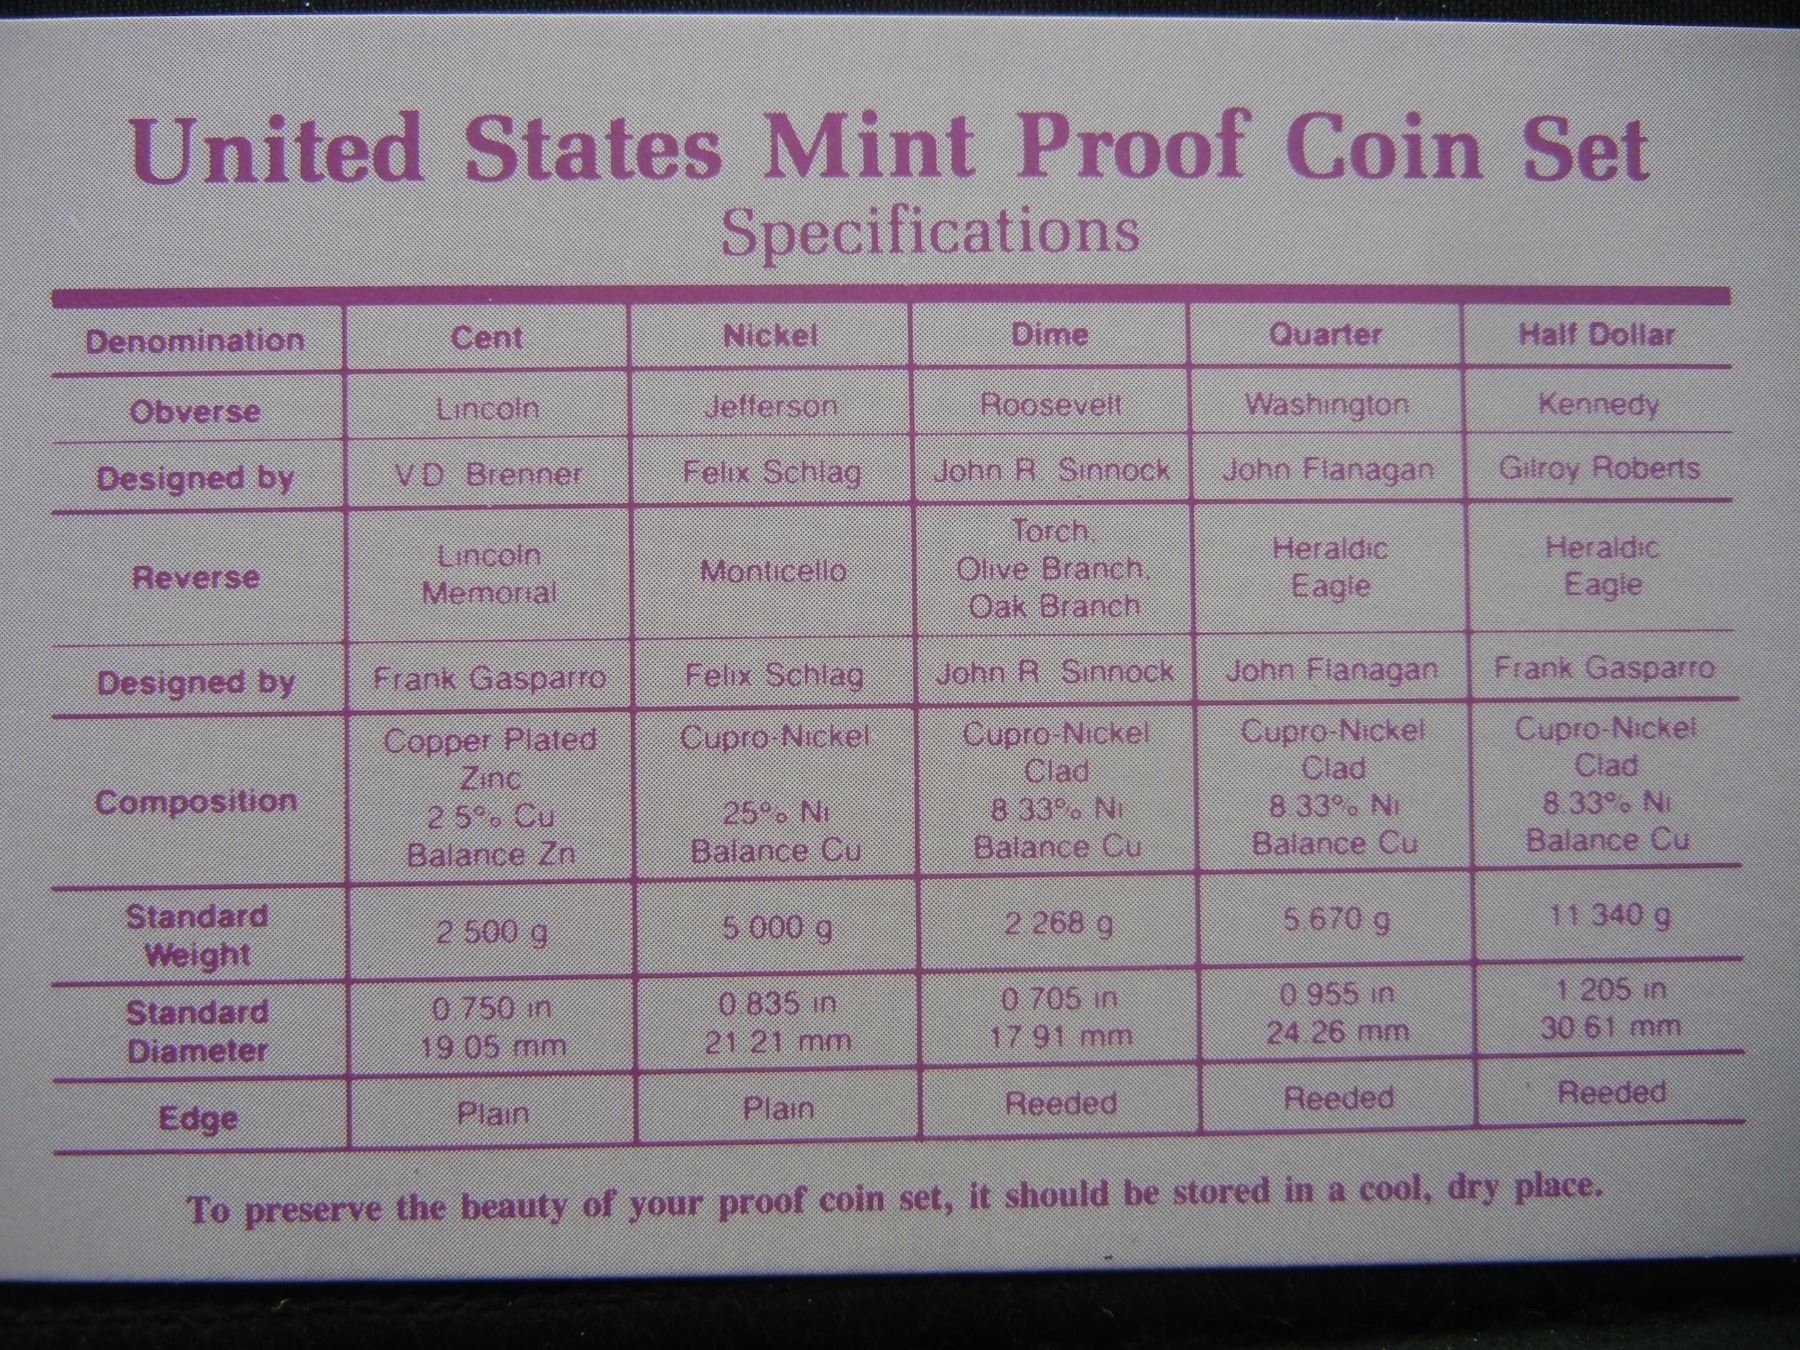 United States Mint Proof Coin Set
Specifications
Denomination Cent Nickel Dime Quarter Half Dollar
Obverse Lincoln Jefferson Roosevelt Washington Kennedy
Designed by V D Brenner Felix Schlag John R Sinnock John Flanagan Gilroy Roberts
Reverse Lincoln Memorial Monticello Torch, Olive Branch, Oak Branch Heraldic Eagle Heraldic Eagle
Designed by Frank Gasparro Felix Schlag John R Sinnock John Flanagan Frank Gasparro
Composition Copper Plated Zinc 2 5% Cu Balance Zn Cupro-Nickel 25% Ni Balance Cu Cupro-Nickel Clad 8 33% Ni Balance Cu Cupro-Nickel Clad 8.33% Ni Balance Cu Cupro-Nickel Clad 8.33% Ni Balance Cu
Standard Weight 2 500 g 5 000 g 2 268 g 5.670 g 11 340 g
Standard Diameter 0 750 in 19 05 mm 0.835 in 21 21 mm 0 705 in 17 91 mm 0 955 in 24.26 mm 1 205 in 30 61 mm
Edge Plain Plain Reeded Reeded Reeded
To preserve the beauty of your proof coin set, it should be stored in a cool, dry place.